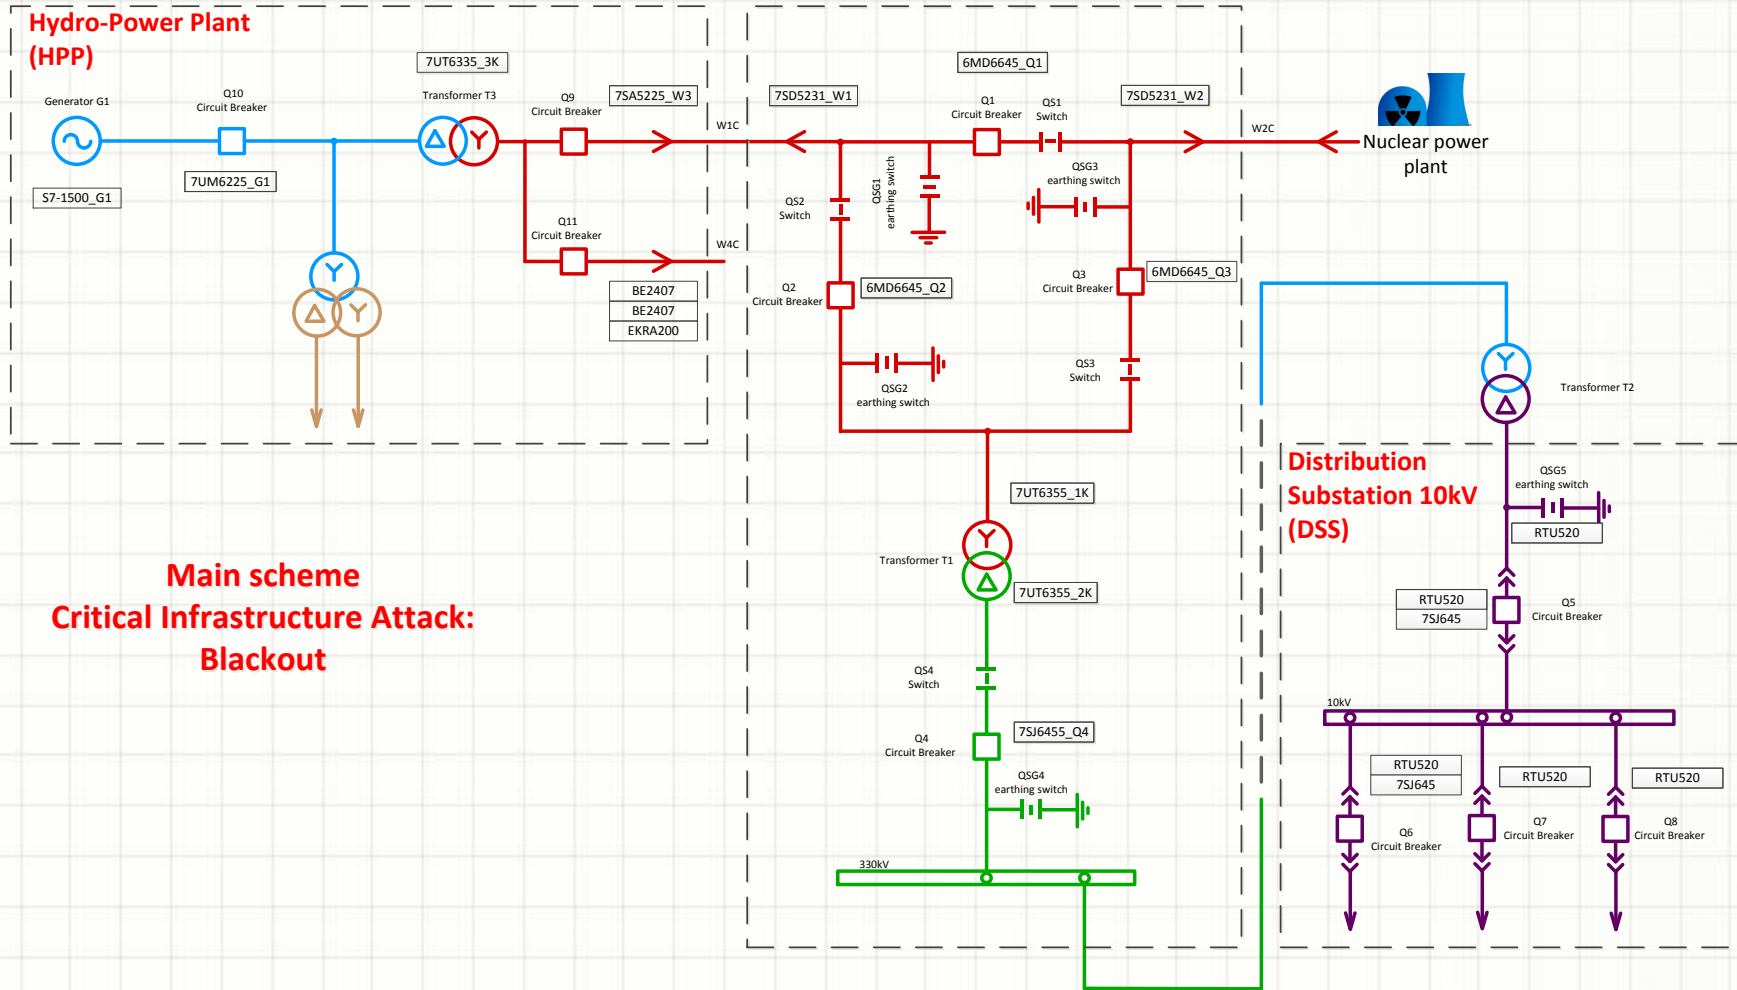 Hydro-Power Plant
(HPP)
7UT6335_3K
Generator G1
Q10
Circuit Breaker
Transformer T3
Q9
Circuit Breaker
7SA5225_W3
W1C
7UM6225_G1
S7-1500_G1
Q11
Circuit Breaker
W4C
BE2407
BE2407
EKRA200
6MD6645_Q1
7SD5231_W1
Q1
Circuit Breaker
QS1
Switch
7SD5231_W2
W2C
Nuclear power
plant
QS2
Switch
QSG1
earthing switch
QSG3
earthing switch
Q2
Circuit Breaker
6MD6645_Q2
Q3
Circuit Breaker
6MD6645_Q3
QS3
Switch
QSG2
earthing switch
7UT6355_1K
Transformer T1
7UT6355_2K
QS4
Switch
Q4
Circuit Breaker
7SJ6455_Q4
QSG4
earthing switch
330kV
Transformer T2
Distribution
Substation 10kV
(DSS)
QSG5
earthing switch
RTU520
RTU520
7SJ645
Q5
Circuit Breaker
10kV
RTU520
7SJ645
RTU520
RTU520
Q6
Circuit Breaker
Q7
Circuit Breaker
Q8
Circuit Breaker
Main scheme
Critical Infrastructure Attack:
Blackout